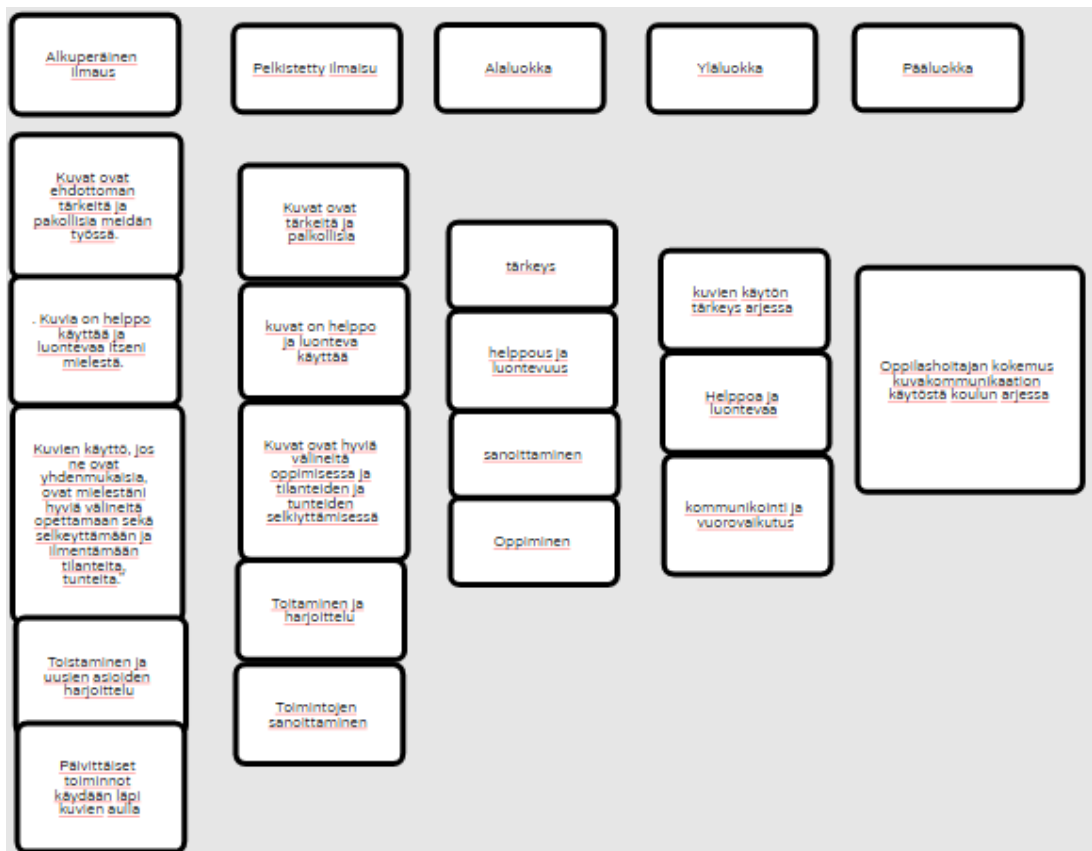 Alkuperäinen
ilmaus
Pelkistetty ilmaisu
Alaluokka
Yläluokka
Pääluokka
Kuvat ovat
ehdottoman
tärkeitä ja
pakollisia meidän
työssä.
. Kuvia on helppo
käyttää ja
luontevaa itseni
mielestä.
Kuvien käyttö, jos
ne ovat
yhdenmukaisia,
ovat mielestäni
hyviä välineitä
opettamaan sekä
selkeyttämään ja
ilmentämään
tilanteita,
tunteita.”
Toistaminen ja
uusien asioiden
harjoittelu
Päivittäiset
toiminnot
käydään läpi
kuvien aulla
Kuvat ovat
tärkeitä ja
palkollisia
kuvat on helppo
ja luonteva
käyttää
Kuvat ovat hyviä
välineitä
oppimisessa ja
tilanteiden ja
tunteiden
selkiyttämisessä
Toitaminen ja
harjoittelu
Toimintojen
sanoittaminen
tärkeys
helppous ja
luontevuus
sanoittaminen
Oppiminen
kuvien käytön
tärkeys arjessa
Helppoa ja
luontevaa
kommunikointi ja
vuorovaikutus
Oppilashoitajan kokemus
kuvakommunikaation
käytöstä koulun arjessa